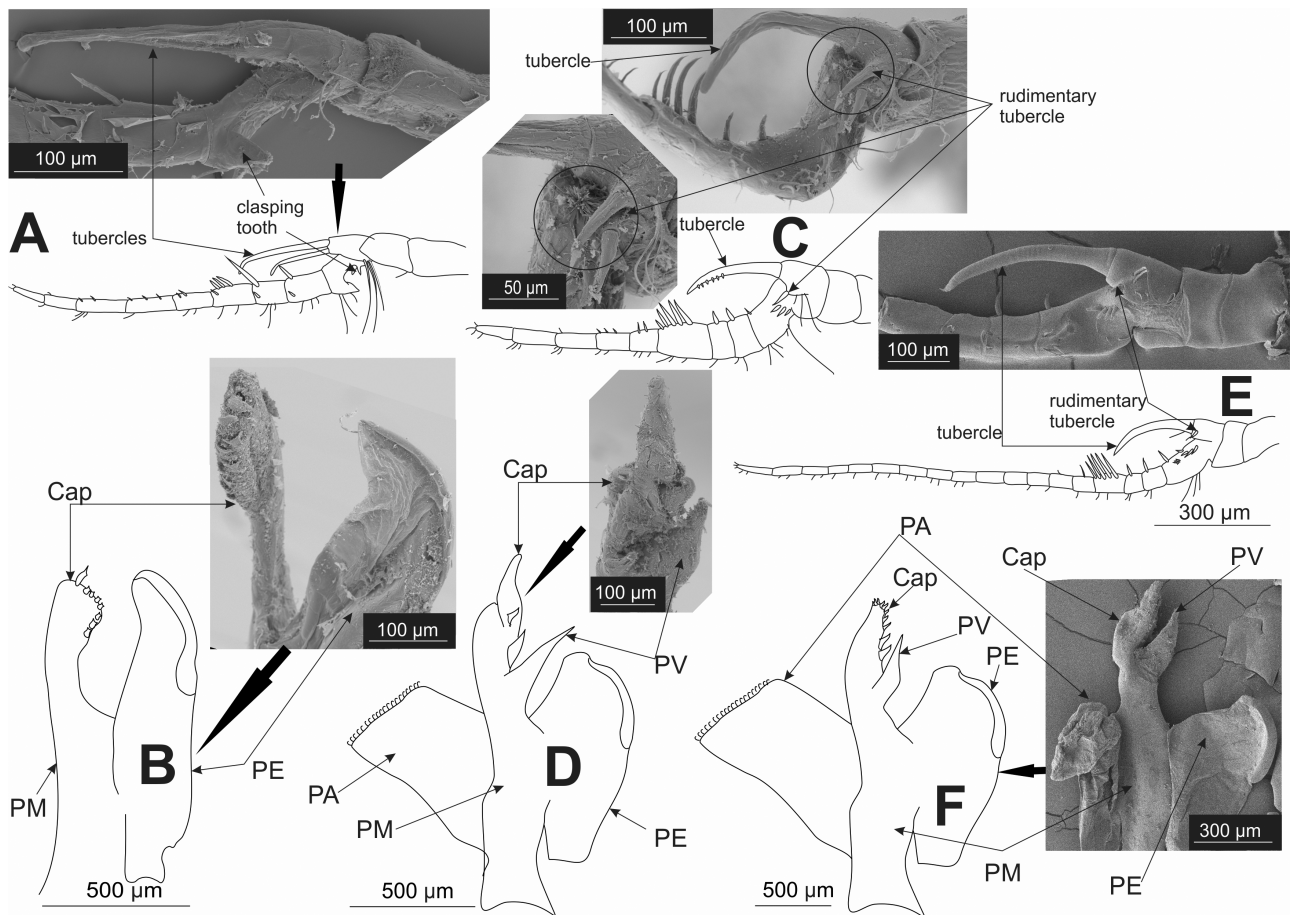 100 µm
A
tubercles
clasping
tooth
100 µm
tubercle
rudimentary
tubercle
50 µm
tubercle
C
100 µm
E
rudimentary
tubercle
tubercle
300 µm
Cap
100 µm
B
PM
PE
500 µm
Cap
100 µm
PV
D
PA
PM
PE
500 µm
PA
Cap
PV
PE
F
PM
500 µm
Cap
PV
300 µm
PE